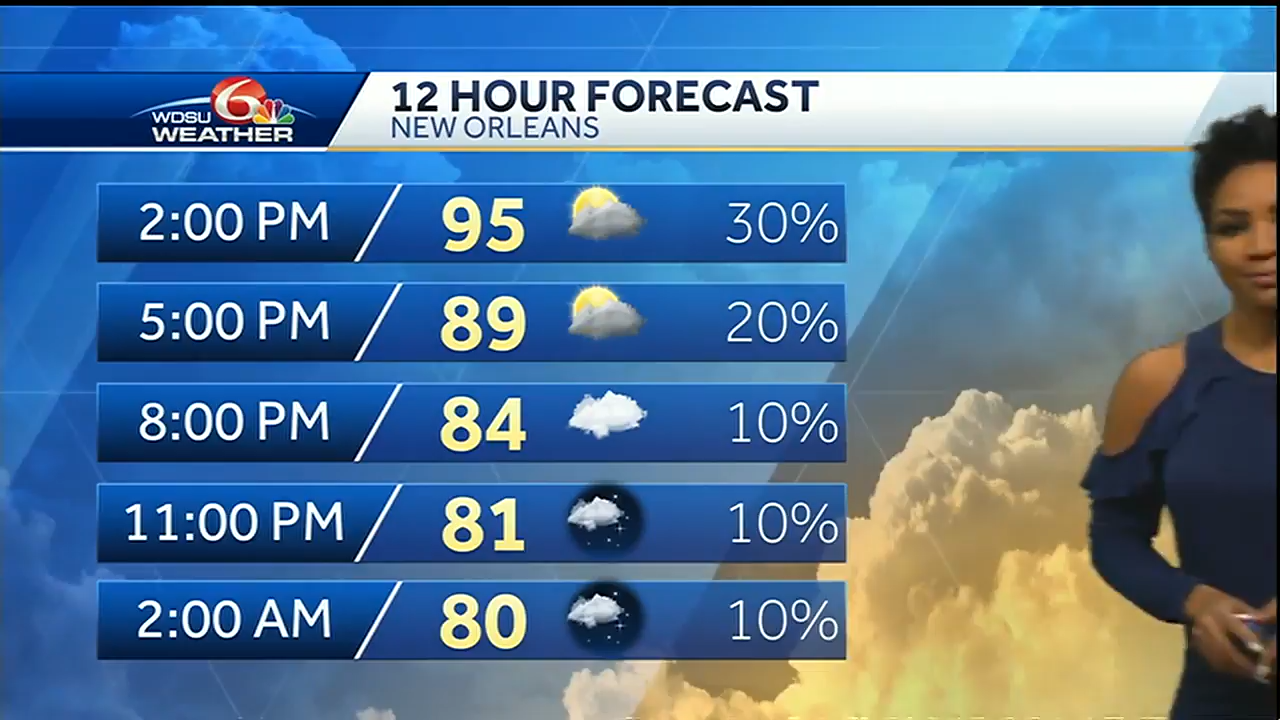 12 HOUR FORECAST
NEW ORLEANS
WDSU 6
WEATHER
2:00 PM 95 30%
5:00 PM 89 20%
8:00 PM 84 10%
11:00 PM 81 10%
2:00 AM 80 10%